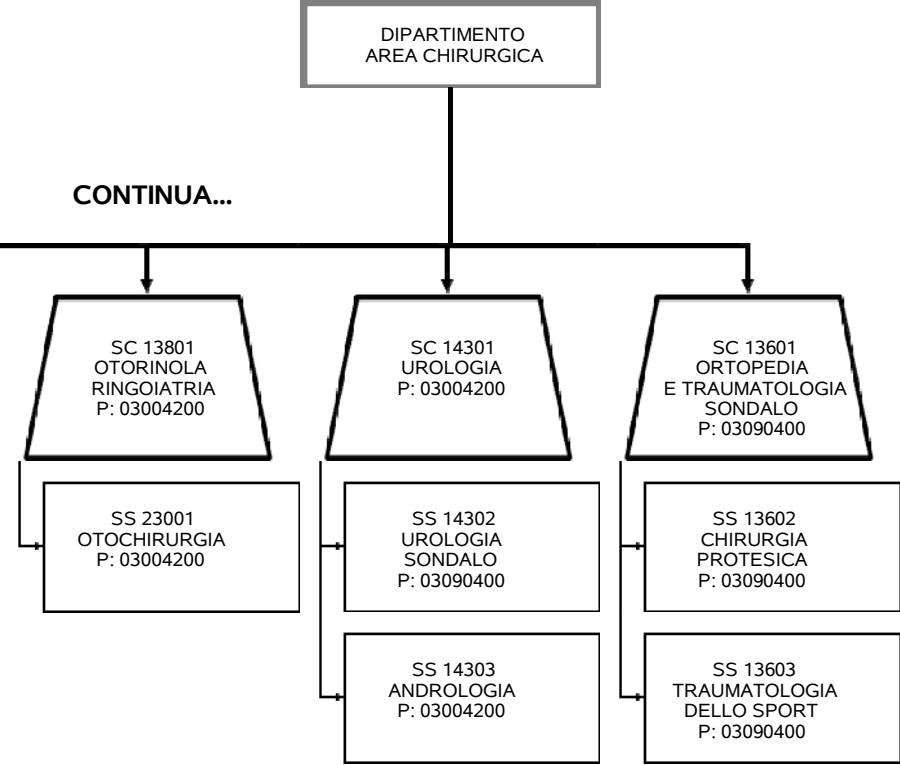 DIPARTIMENTO
AREA CHIRURGICA
CONTINUA...
SC 13801
OTORINOLA
RINGOIATRIA
P: 03004200
SC 14301
UROLOGIA
P: 03004200
SC 13601
ORTOPEDIA
E TRAUMATOLOGIA
SONDALO
P: 03090400
SS 23001
OTOCHIRURGIA
P: 03004200
SS 14302
UROLOGIA
SONDALO
P: 03090400
SS 13602
CHIRURGIA
PROTESICA
P: 03090400
SS 14303
ANDROLOGIA
P: 03004200
SS 13603
TRAUMATOLOGIA
DELLO SPORT
P: 03090400